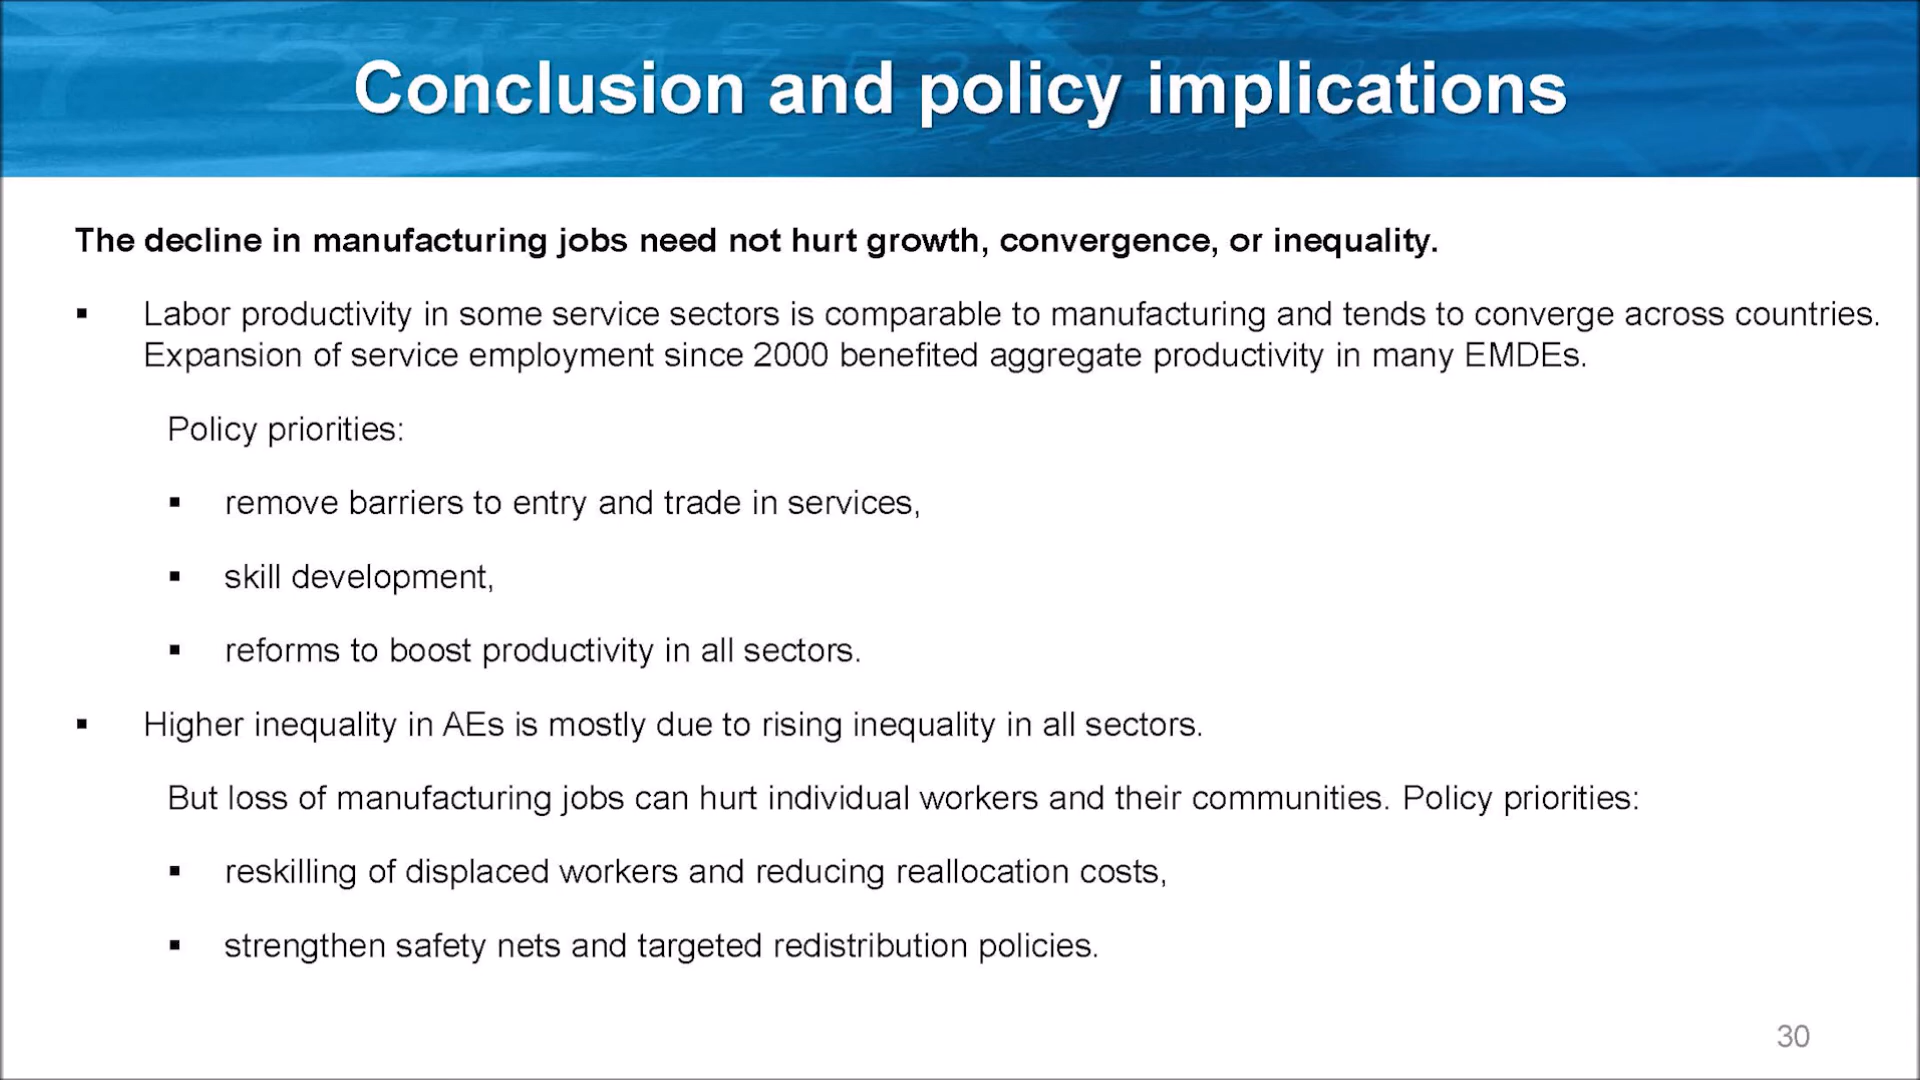 Conclusion and policy implications
The decline in manufacturing jobs need not hurt growth, convergence, or inequality.
▪ Labor productivity in some service sectors is comparable to manufacturing and tends to converge across countries.
Expansion of service employment since 2000 benefited aggregate productivity in many EMDEs.
Policy priorities:
▪ remove barriers to entry and trade in services,
▪ skill development,
▪ reforms to boost productivity in all sectors.
▪ Higher inequality in AEs is mostly due to rising inequality in all sectors.
But loss of manufacturing jobs can hurt individual workers and their communities. Policy priorities:
▪ reskilling of displaced workers and reducing reallocation costs,
▪ strengthen safety nets and targeted redistribution policies.
30